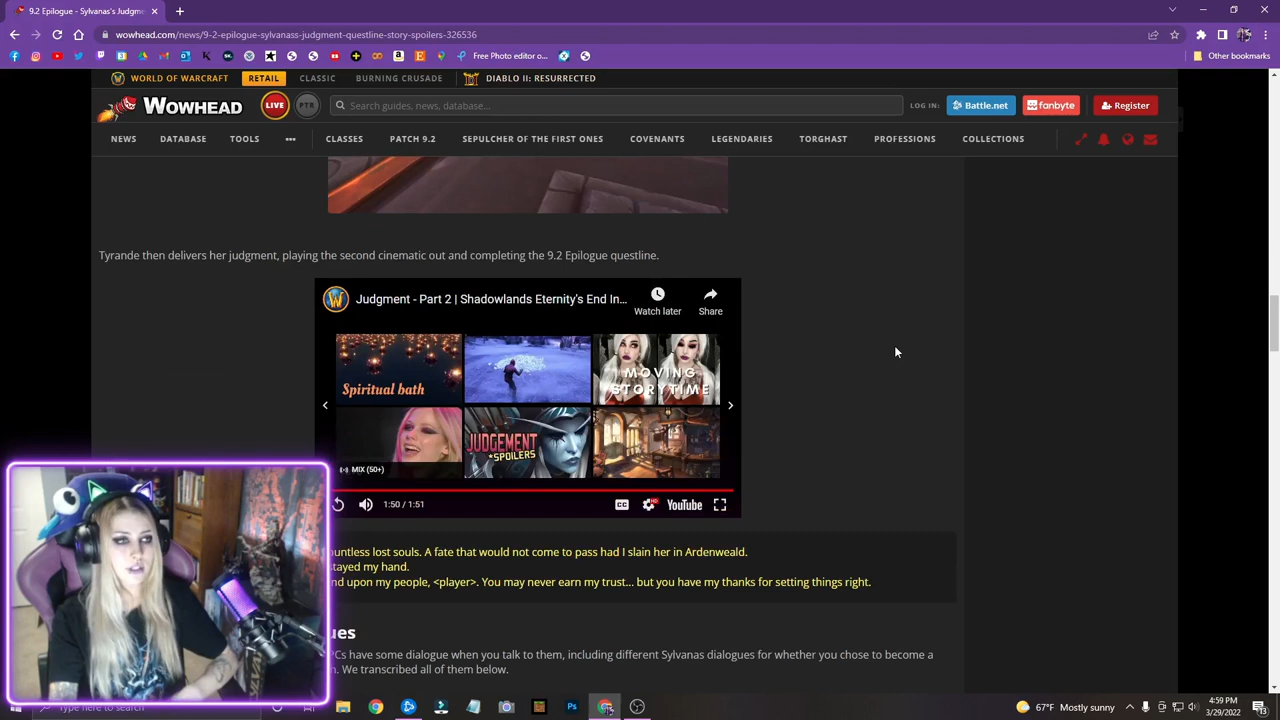 9.2 Epilogue - Sylvanas's Judgm
wowhead.com/news/9-2-epilogue-sylvanass-judgment-questline-story-spoilers-326536
Free Photo editor o...
Other bookmarks
WORLD OF WARCRAFT RETAIL CLASSIC BURNING CRUSADE DIABLO II: RESURRECTED
WOWHEAD LIVE PTR Search guides, news, database... LOG IN: Battle.net fanbyte Register
NEWS DATABASE TOOLS ••• CLASSES PATCH 9.2 SEPULCHER OF THE FIRST ONES COVENANTS LEGENDARIES TORGHAST PROFESSIONS COLLECTIONS
Tyrande then delivers her judgment, playing the second cinematic out and completing the 9.2 Epilogue questline.
Judgment - Part 2 | Shadowlands Eternity's End In...
Watch later
Share
Spiritual bath
MOVING
STORYTIME
MIX (50+)
JUDGEMENT
*SPOILERS
1:50 / 1:51
CC
HD
YouTube
ountless lost souls. A fate that would not come to pass had I slain her in Ardenweald.
stayed my hand.
nd upon my people, <player>. You may never earn my trust... but you have my thanks for setting things right.
ues
PCs have some dialogue when you talk to them, including different Sylvanas dialogues for whether you chose to become a
n. We transcribed all of them below.
Type here to search
67°F Mostly sunny
4:59 PM
3/29/2022